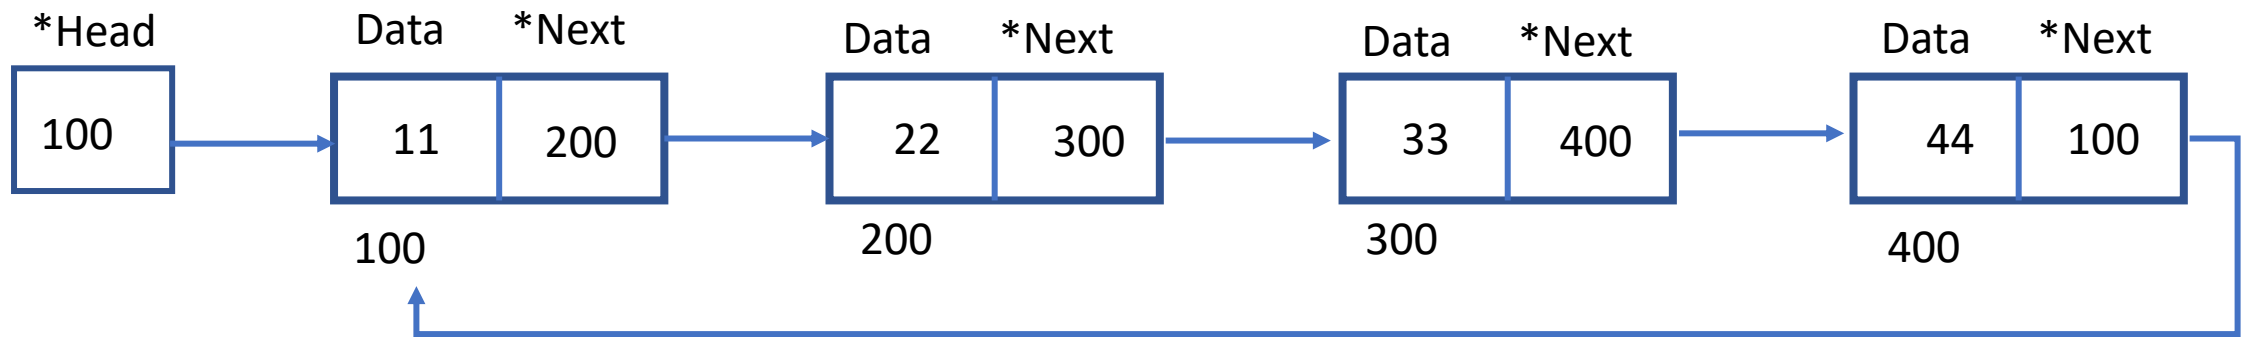 *Head Data *Next Data *Next Data *Next Data *Next
100 11 200 22 300 33 400 44 100
100 200 300 400